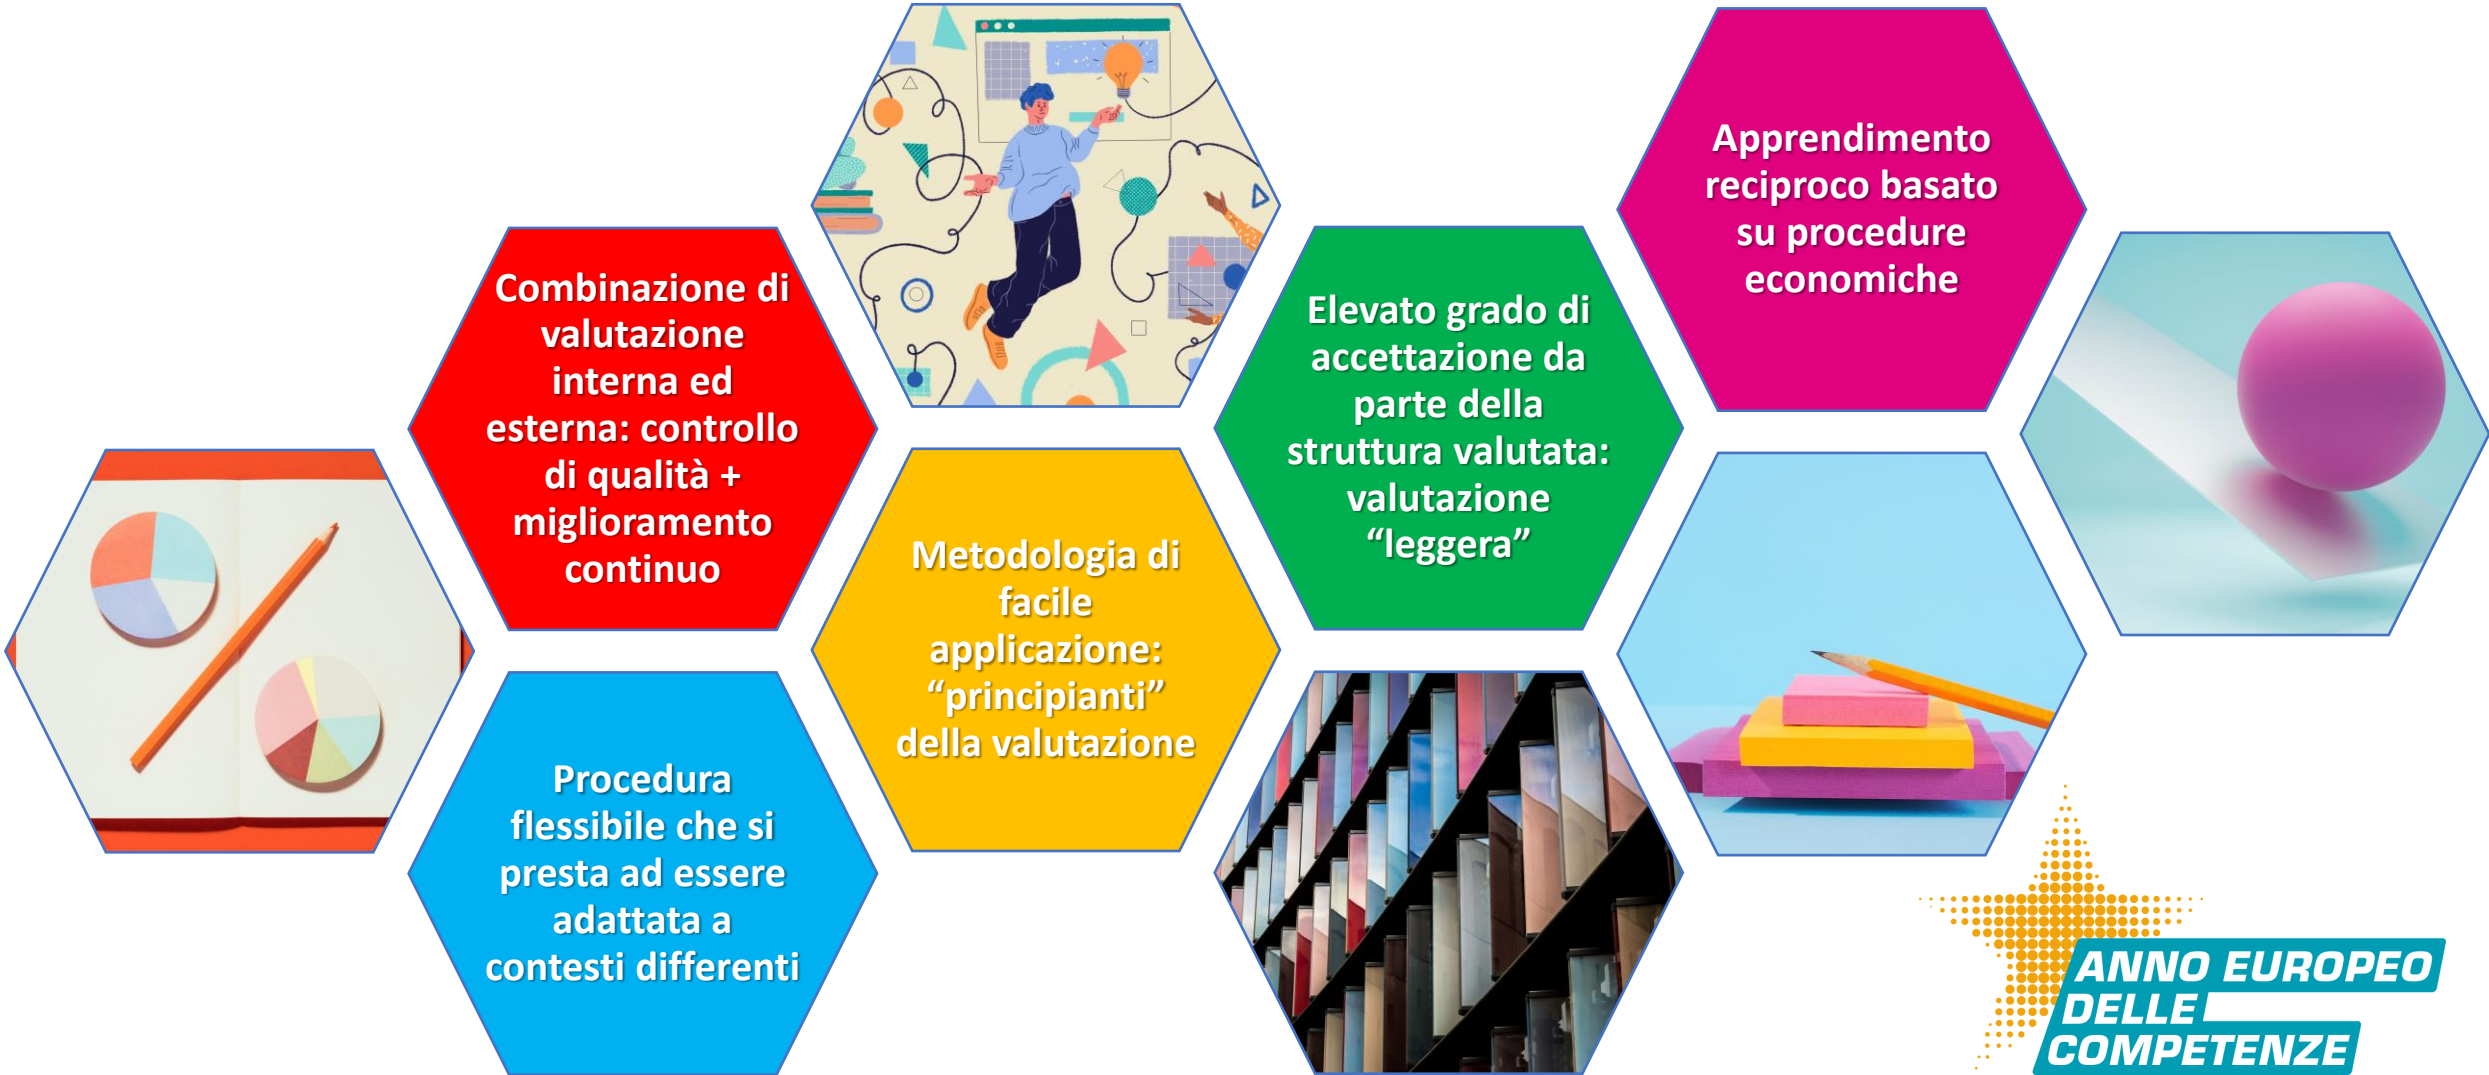 Combinazione di
valutazione
interna ed
esterna: controllo
di qualità +
miglioramento
continuo
Procedura
flessibile che si
presta ad essere
adattata a
contesti differenti
Metodologia di
facile
applicazione:
“principianti”
della valutazione
Elevato grado di
accettazione da
parte della
struttura valutata:
valutazione
“leggera”
Apprendimento
reciproco basato
su procedure
economiche
ANNO EUROPEO
DELLE
COMPETENZE